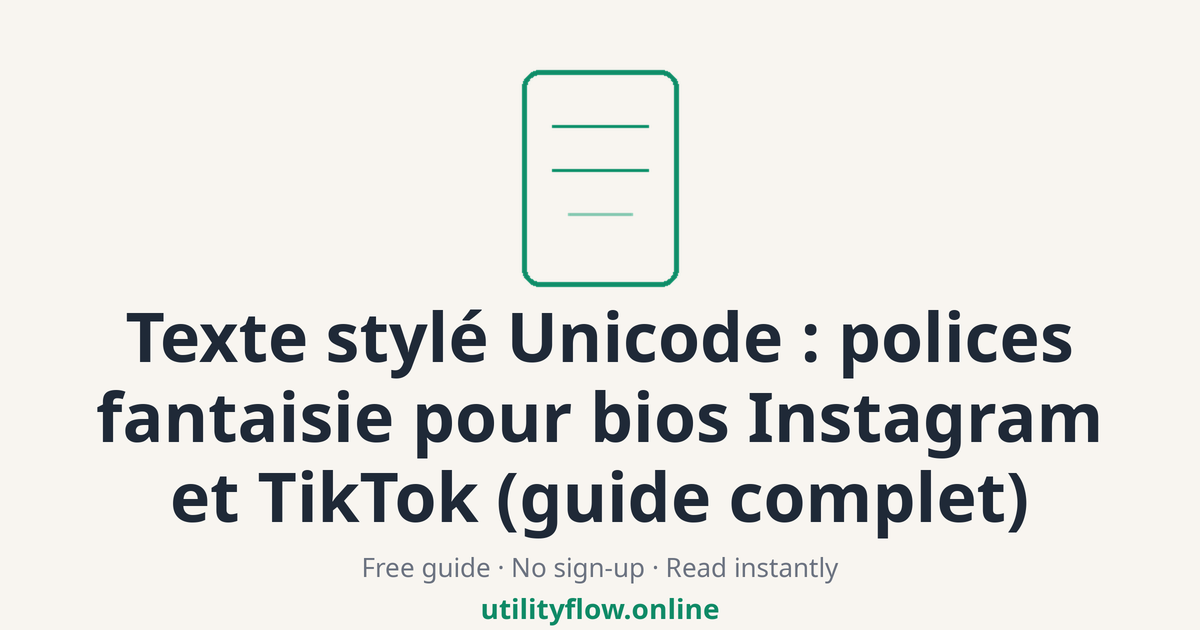 Texte stylé Unicode : polices
fantaisie pour bios Instagram
et TikTok (guide complet)
Free guide · No sign-up · Read instantly
utilityflow.online